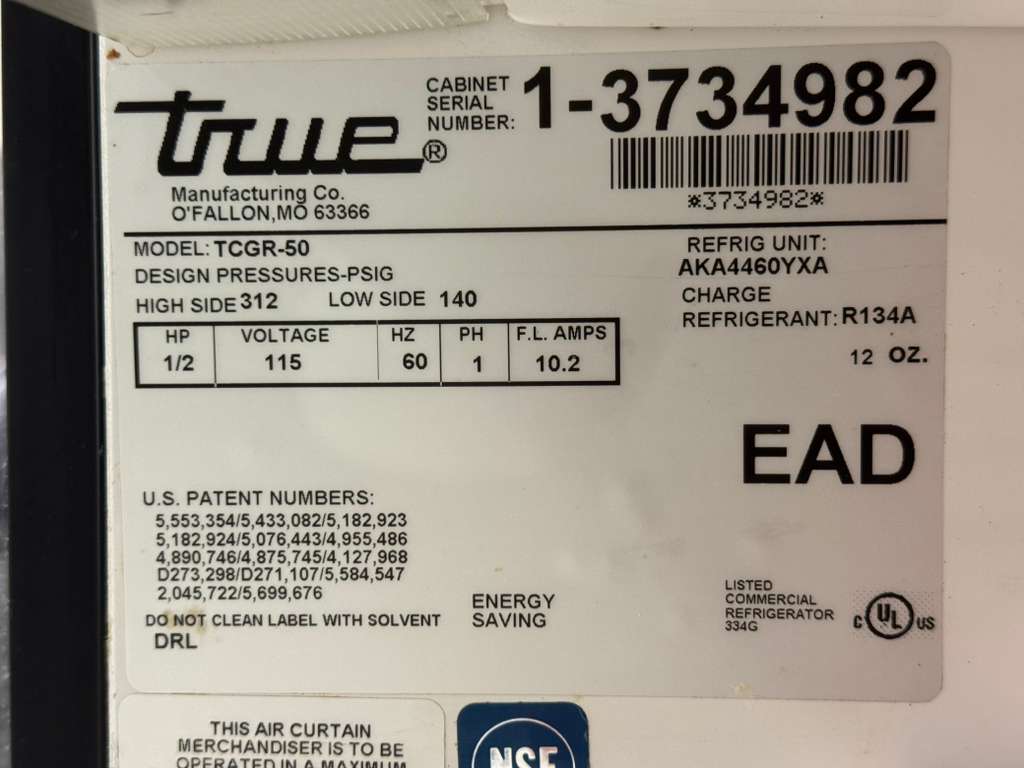 true®
Manufacturing Co.
O'FALLON,MO 63366
CABINET
SERIAL
NUMBER: 1-3734982
*3734982*
MODEL: TCGR-50
DESIGN PRESSURES-PSIG
HIGH SIDE 312 LOW SIDE 140
REFRIG UNIT:
AKA4460YXA
CHARGE
REFRIGERANT: R134A
12 OZ.
HP VOLTAGE HZ PH F.L. AMPS
1/2 115 60 1 10.2
EAD
U.S. PATENT NUMBERS:
5,553,354/5,433,082/5,182,923
5,182,924/5,076,443/4,955,486
4,890,746/4,875,745/4,127,968
D273,298/D271,107/5,584,547
2,045,722/5,699,676
DO NOT CLEAN LABEL WITH SOLVENT
DRL
ENERGY
SAVING
LISTED
COMMERCIAL
REFRIGERATOR
334G
C UL US
THIS AIR CURTAIN
MERCHANDISER IS TO BE
OPERATED IN A MAXIMUM
NSF